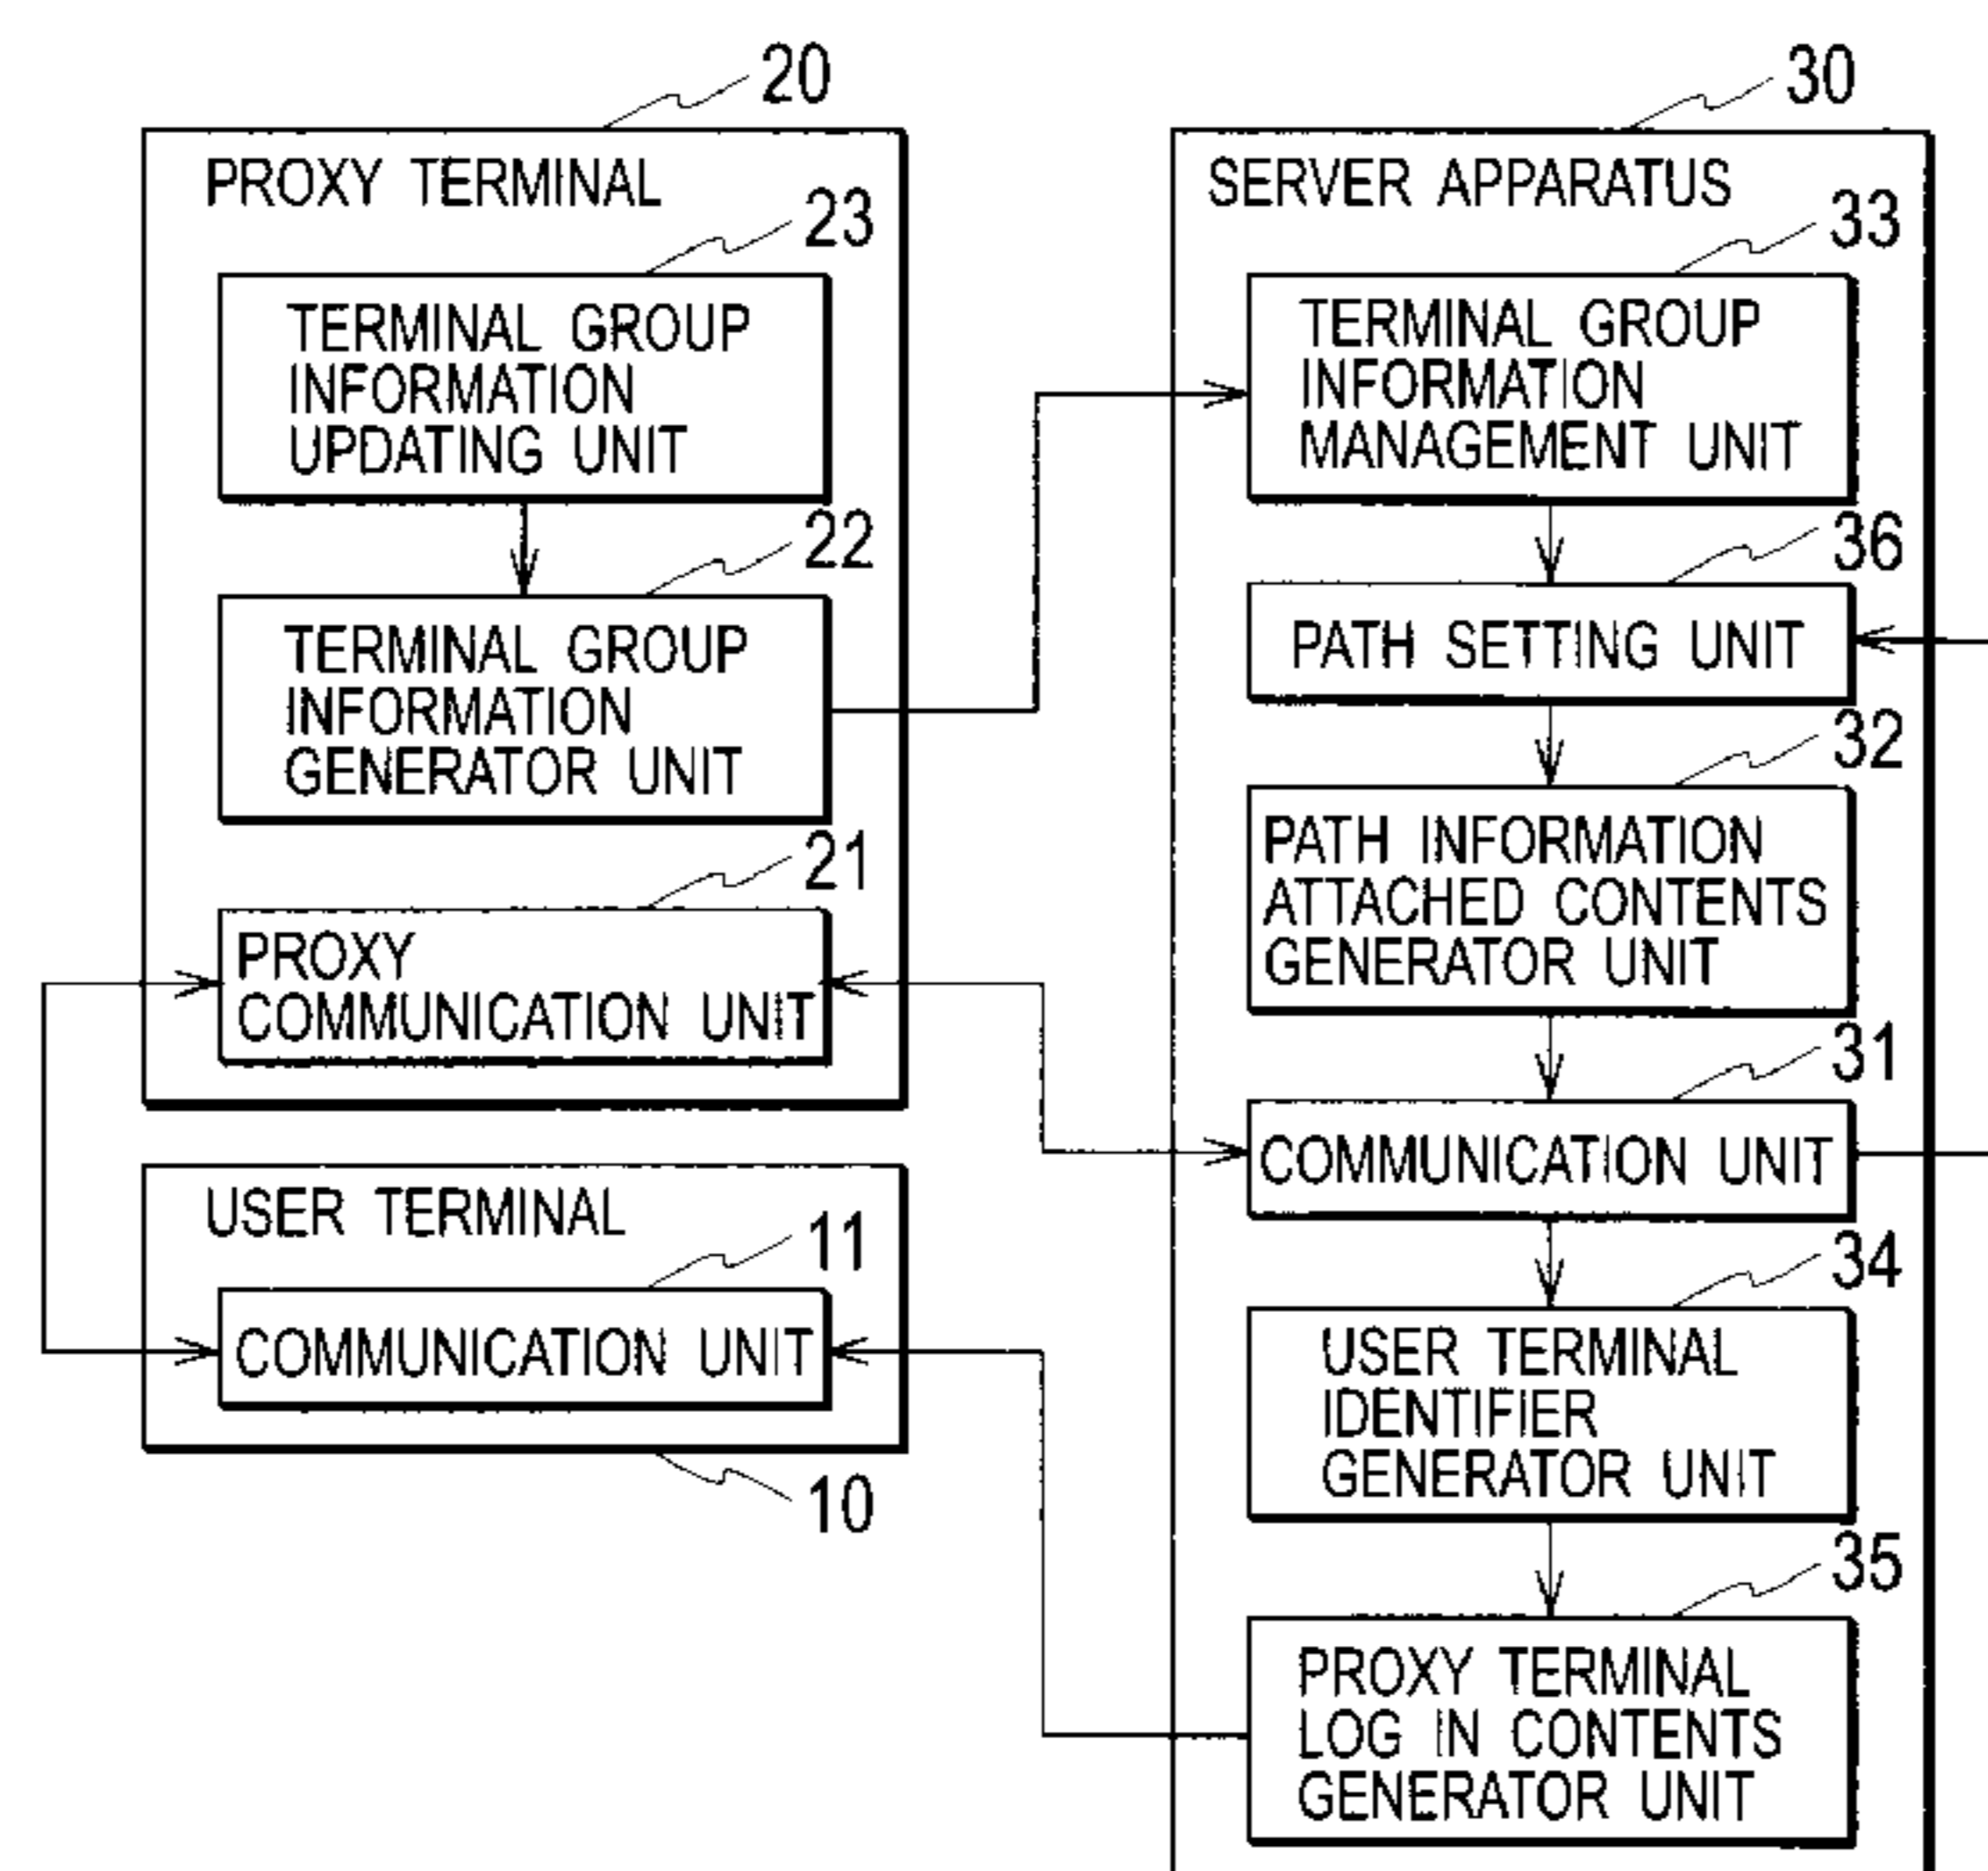 20
PROXY TERMINAL
23
TERMINAL GROUP
INFORMATION
UPDATING UNIT
22
TERMINAL GROUP
INFORMATION
GENERATOR UNIT
21
PROXY
COMMUNICATION UNIT
USER TERMINAL
11
COMMUNICATION UNIT
10
30
SERVER APPARATUS
33
TERMINAL GROUP
INFORMATION
MANAGEMENT UNIT
36
PATH SETTING UNIT
32
PATH INFORMATION
ATTACHED CONTENTS
GENERATOR UNIT
31
COMMUNICATION UNIT
34
USER TERMINAL
IDENTIFIER
GENERATOR UNIT
35
PROXY TERMINAL
LOG IN CONTENTS
GENERATOR UNIT